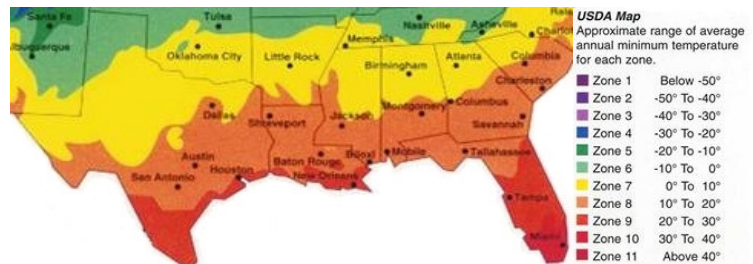 Santa Fe
Tulsa
Nashville
Asheville
Albuquerque
Oklahoma City
Little Rock
Memphis
Birmingham
Atlanta
Columbia
Charleston
Dallas
Shreveport
Jackson
Montgomery
Columbus
Savannah
Austin
San Antonio
Houston
Baton Rouge
New Orleans
Biloxi
Mobile
Tallahassee
Tampa
Miami
USDA Map
Approximate range of average
annual minimum temperature
for each zone.
Zone 1 Below -50°
Zone 2 -50° To -40°
Zone 3 -40° To -30°
Zone 4 -30° To -20°
Zone 5 -20° To -10°
Zone 6 -10° To 0°
Zone 7 0° To 10°
Zone 8 10° To 20°
Zone 9 20° To 30°
Zone 10 30° To 40°
Zone 11 Above 40°